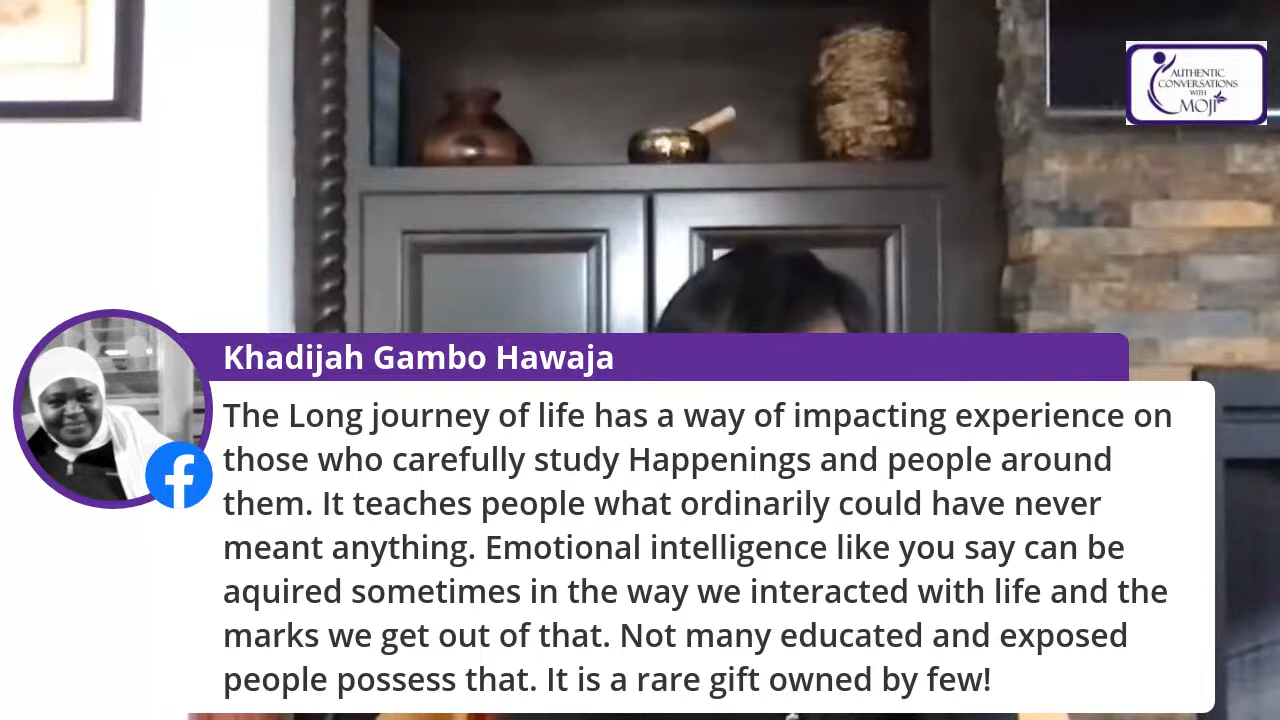 AUTHENTIC
CONVERSATIONS
WITH
MOJI
Khadijah Gambo Hawaja
The Long journey of life has a way of impacting experience on
those who carefully study Happenings and people around
them. It teaches people what ordinarily could have never
meant anything. Emotional intelligence like you say can be
aquired sometimes in the way we interacted with life and the
marks we get out of that. Not many educated and exposed
people possess that. It is a rare gift owned by few!